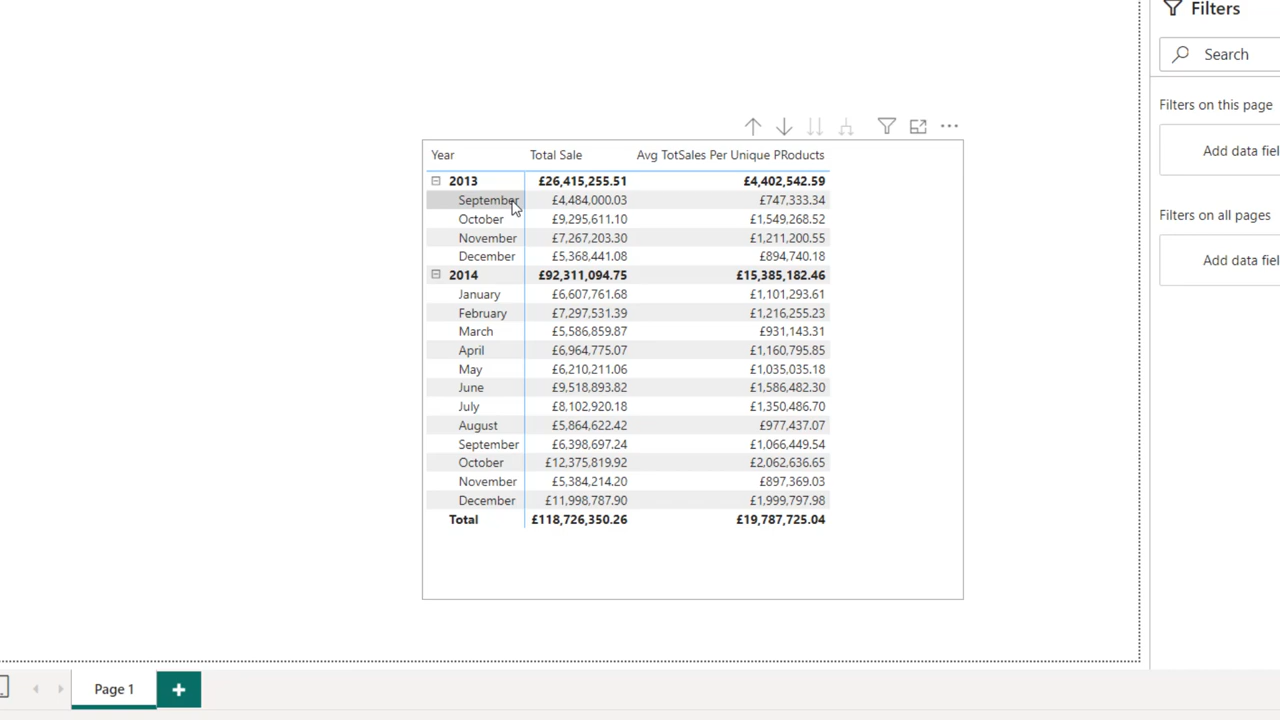 Filters
Search
Filters on this page
Add data fiel
Filters on all pages
Add data fiel
Year Total Sale Avg TotSales Per Unique PRoducts
2013 £26,415,255.51 £4,402,542.59
September £4,484,000.03 £747,333.34
October £9,295,611.10 £1,549,268.52
November £7,267,203.30 £1,211,200.55
December £5,368,441.08 £894,740.18
2014 £92,311,094.75 £15,385,182.46
January £6,607,761.68 £1,101,293.61
February £7,297,531.39 £1,216,255.23
March £5,586,859.87 £931,143.31
April £6,964,775.07 £1,160,795.85
May £6,210,211.06 £1,035,035.18
June £9,518,893.82 £1,586,482.30
July £8,102,920.18 £1,350,486.70
August £5,864,622.42 £977,437.07
September £6,398,697.24 £1,066,449.54
October £12,375,819.92 £2,062,636.65
November £5,384,214.20 £897,369.03
December £11,998,787.90 £1,999,797.98
Total £118,726,350.26 £19,787,725.04
Page 1